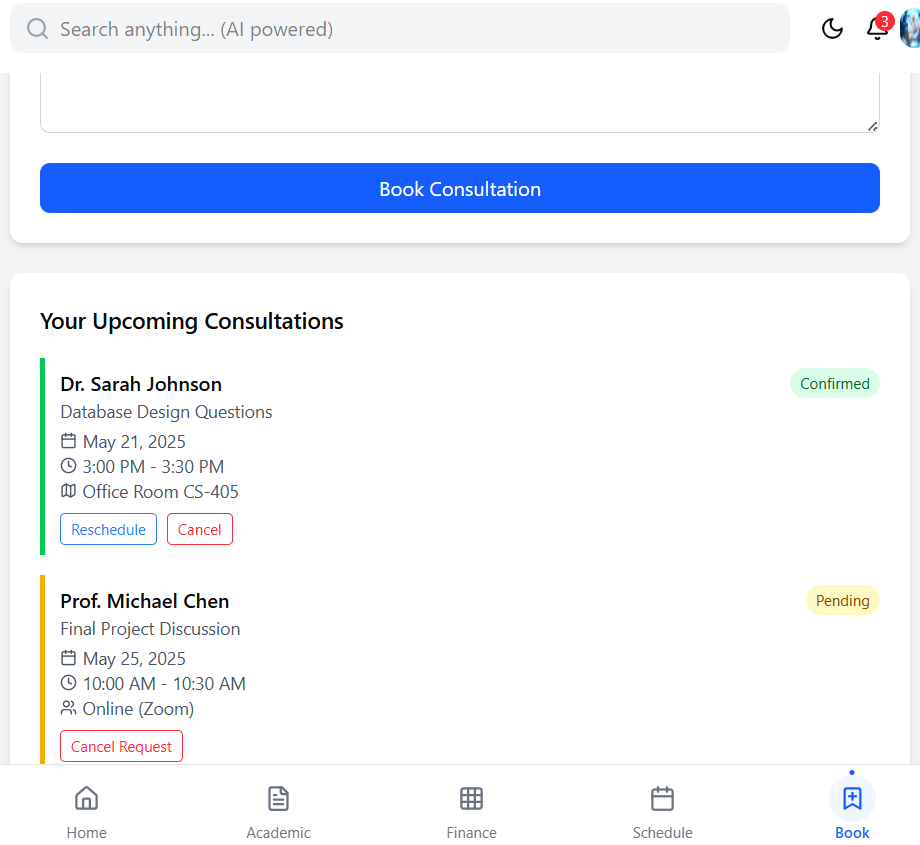 Search anything... (AI powered)
3
Book Consultation
Your Upcoming Consultations
Dr. Sarah Johnson
Confirmed
Database Design Questions
May 21, 2025
3:00 PM - 3:30 PM
Office Room CS-405
Reschedule
Cancel
Prof. Michael Chen
Pending
Final Project Discussion
May 25, 2025
10:00 AM - 10:30 AM
Online (Zoom)
Cancel Request
Home
Academic
Finance
Schedule
Book